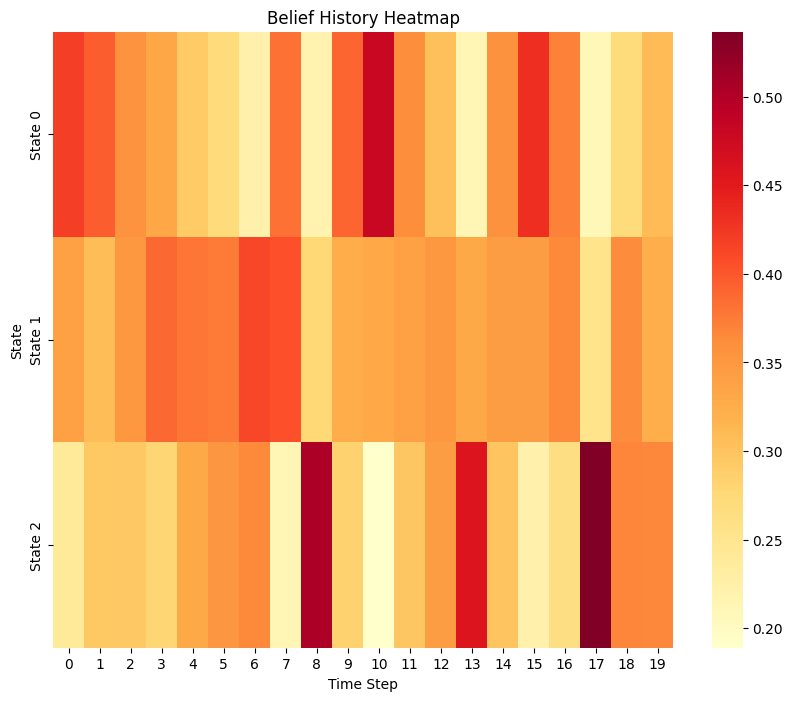 Belief History Heatmap
State
State 0
State 1
State 2
0 1 2 3 4 5 6 7 8 9 10 11 12 13 14 15 16 17 18 19
Time Step
0.50
0.45
0.40
0.35
0.30
0.25
0.20